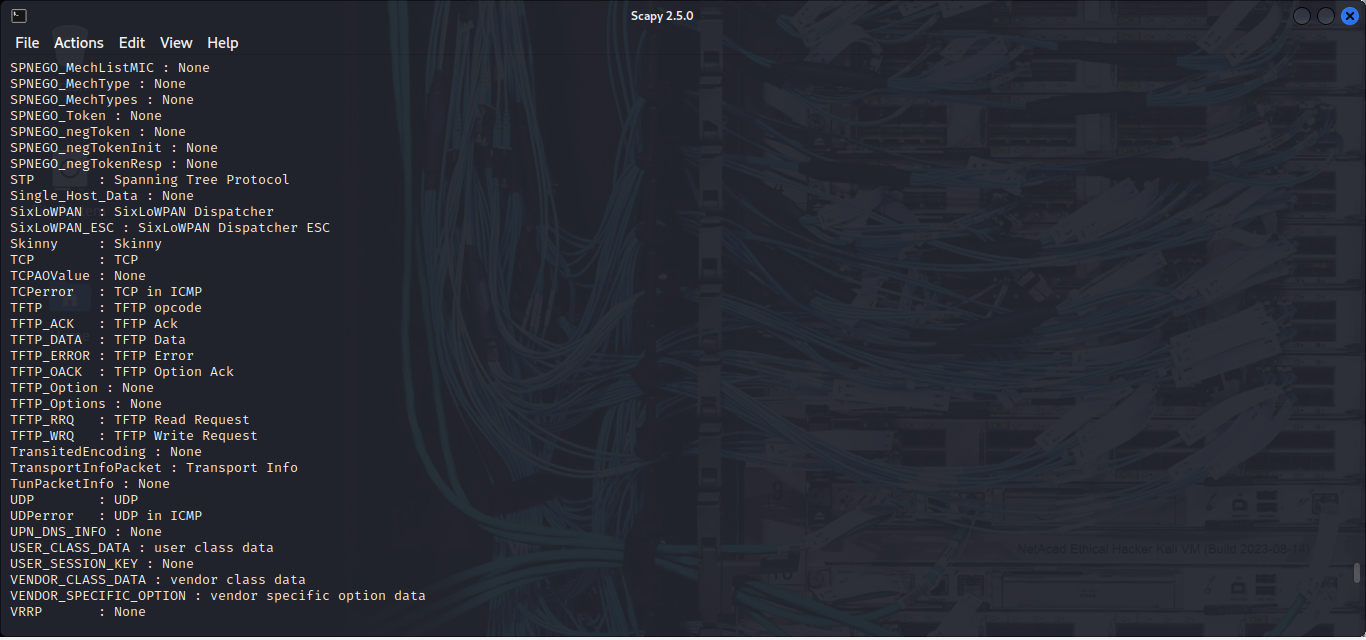 Scapy 2.5.0
File Actions Edit View Help
SPNEGO_MechListMIC : None
SPNEGO_MechType : None
SPNEGO_MechTypes : None
SPNEGO_Token : None
SPNEGO_negToken : None
SPNEGO_negTokenInit : None
SPNEGO_negTokenResp : None
STP        : Spanning Tree Protocol
Single_Host_Data : None
SixLoWPAN  : SixLoWPAN Dispatcher
SixLoWPAN_ESC : SixLoWPAN Dispatcher ESC
Skinny     : Skinny
TCP        : TCP
TCPAOValue : None
TCPerror   : TCP in ICMP
TFTP       : TFTP opcode
TFTP_ACK   : TFTP Ack
TFTP_DATA  : TFTP Data
TFTP_ERROR : TFTP Error
TFTP_OACK  : TFTP Option Ack
TFTP_Option : None
TFTP_Options : None
TFTP_RRQ   : TFTP Read Request
TFTP_WRQ   : TFTP Write Request
TransitedEncoding : None
TransportInfoPacket : Transport Info
TunPacketInfo : None
UDP        : UDP
UDPerror   : UDP in ICMP
UPN_DNS_INFO : None
USER_CLASS_DATA : user class data
USER_SESSION_KEY : None
VENDOR_CLASS_DATA : vendor class data
VENDOR_SPECIFIC_OPTION : vendor specific option data
VRRP       : None
NetAcad Ethical Hacker Kali VM (Build 2023-08-14)